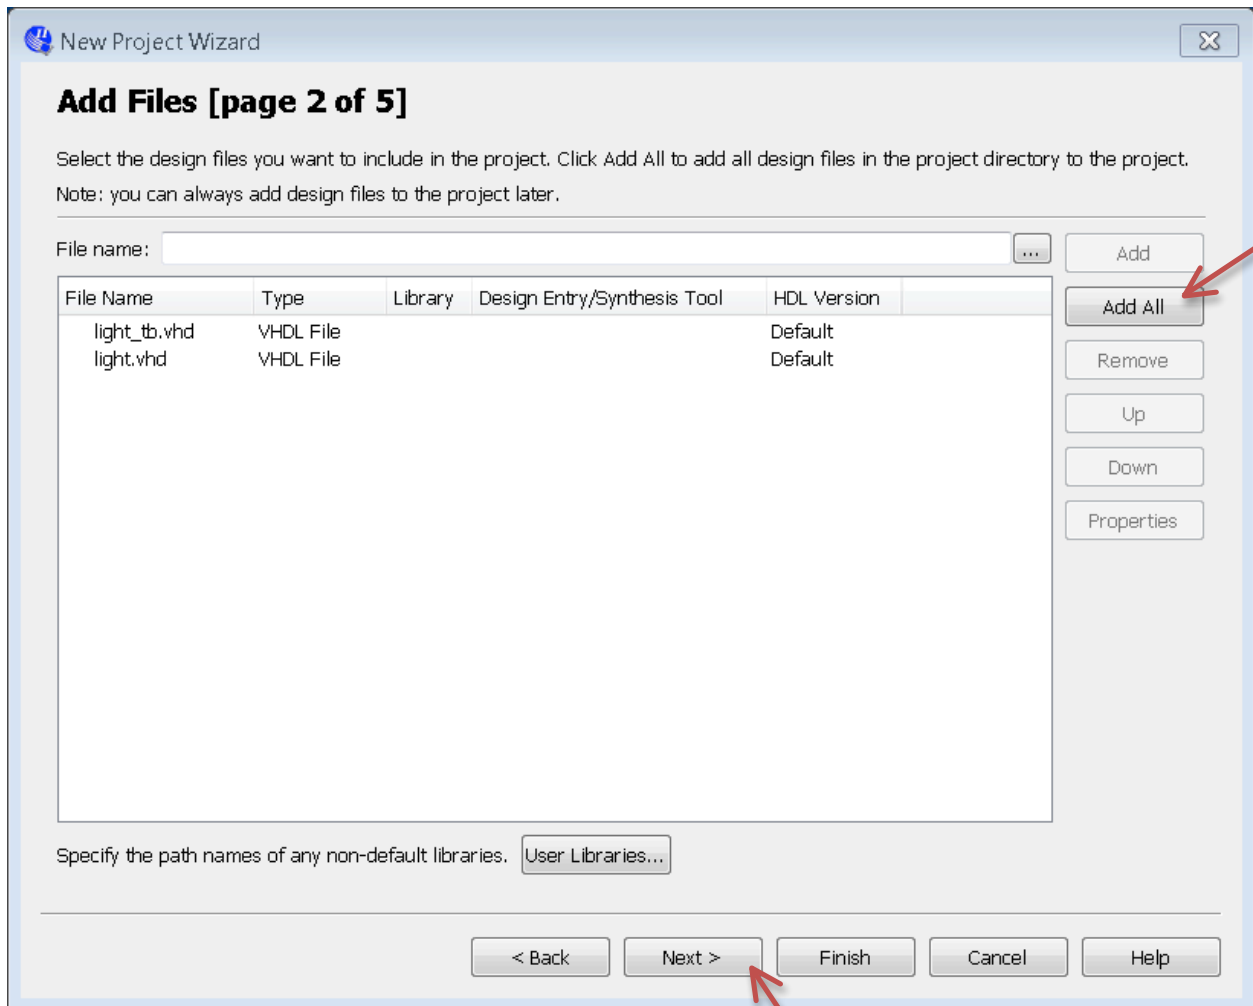 New Project Wizard
Add Files [page 2 of 5]
Select the design files you want to include in the project. Click Add All to add all design files in the project directory to the project.
Note: you can always add design files to the project later.
File name: ... Add
File Name Type Library Design Entry/Synthesis Tool HDL Version
Add All
light_tb.vhd VHDL File Default
light.vhd VHDL File Default
Remove
Up
Down
Properties
Specify the path names of any non-default libraries. User Libraries...
< Back Next > Finish Cancel Help